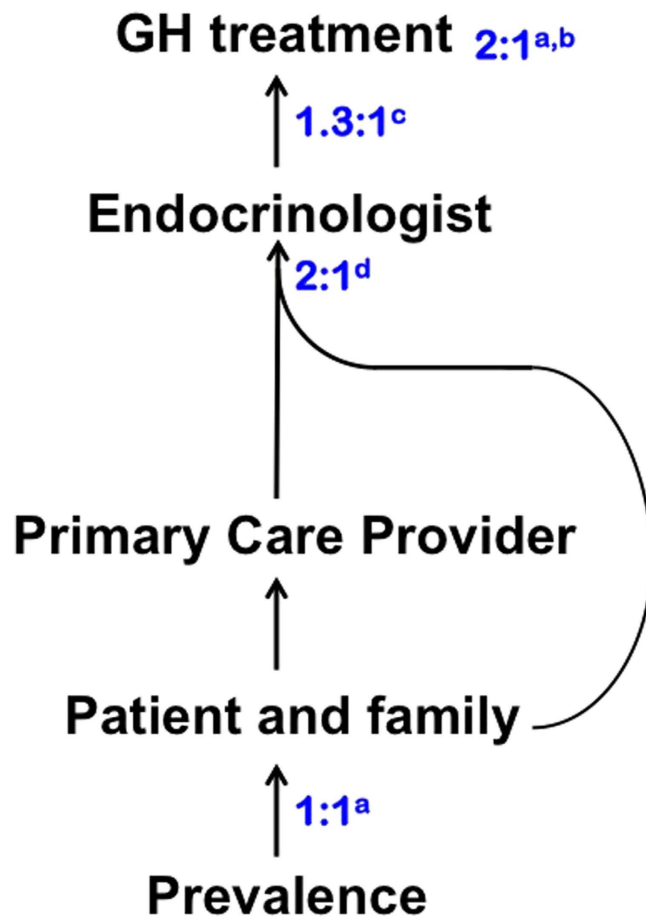 GH treatment 2:1ᵃ,ᵇ
1.3:1ᶜ
Endocrinologist
2:1ᵈ
Primary Care Provider
Patient and family
1:1ᵃ
Prevalence